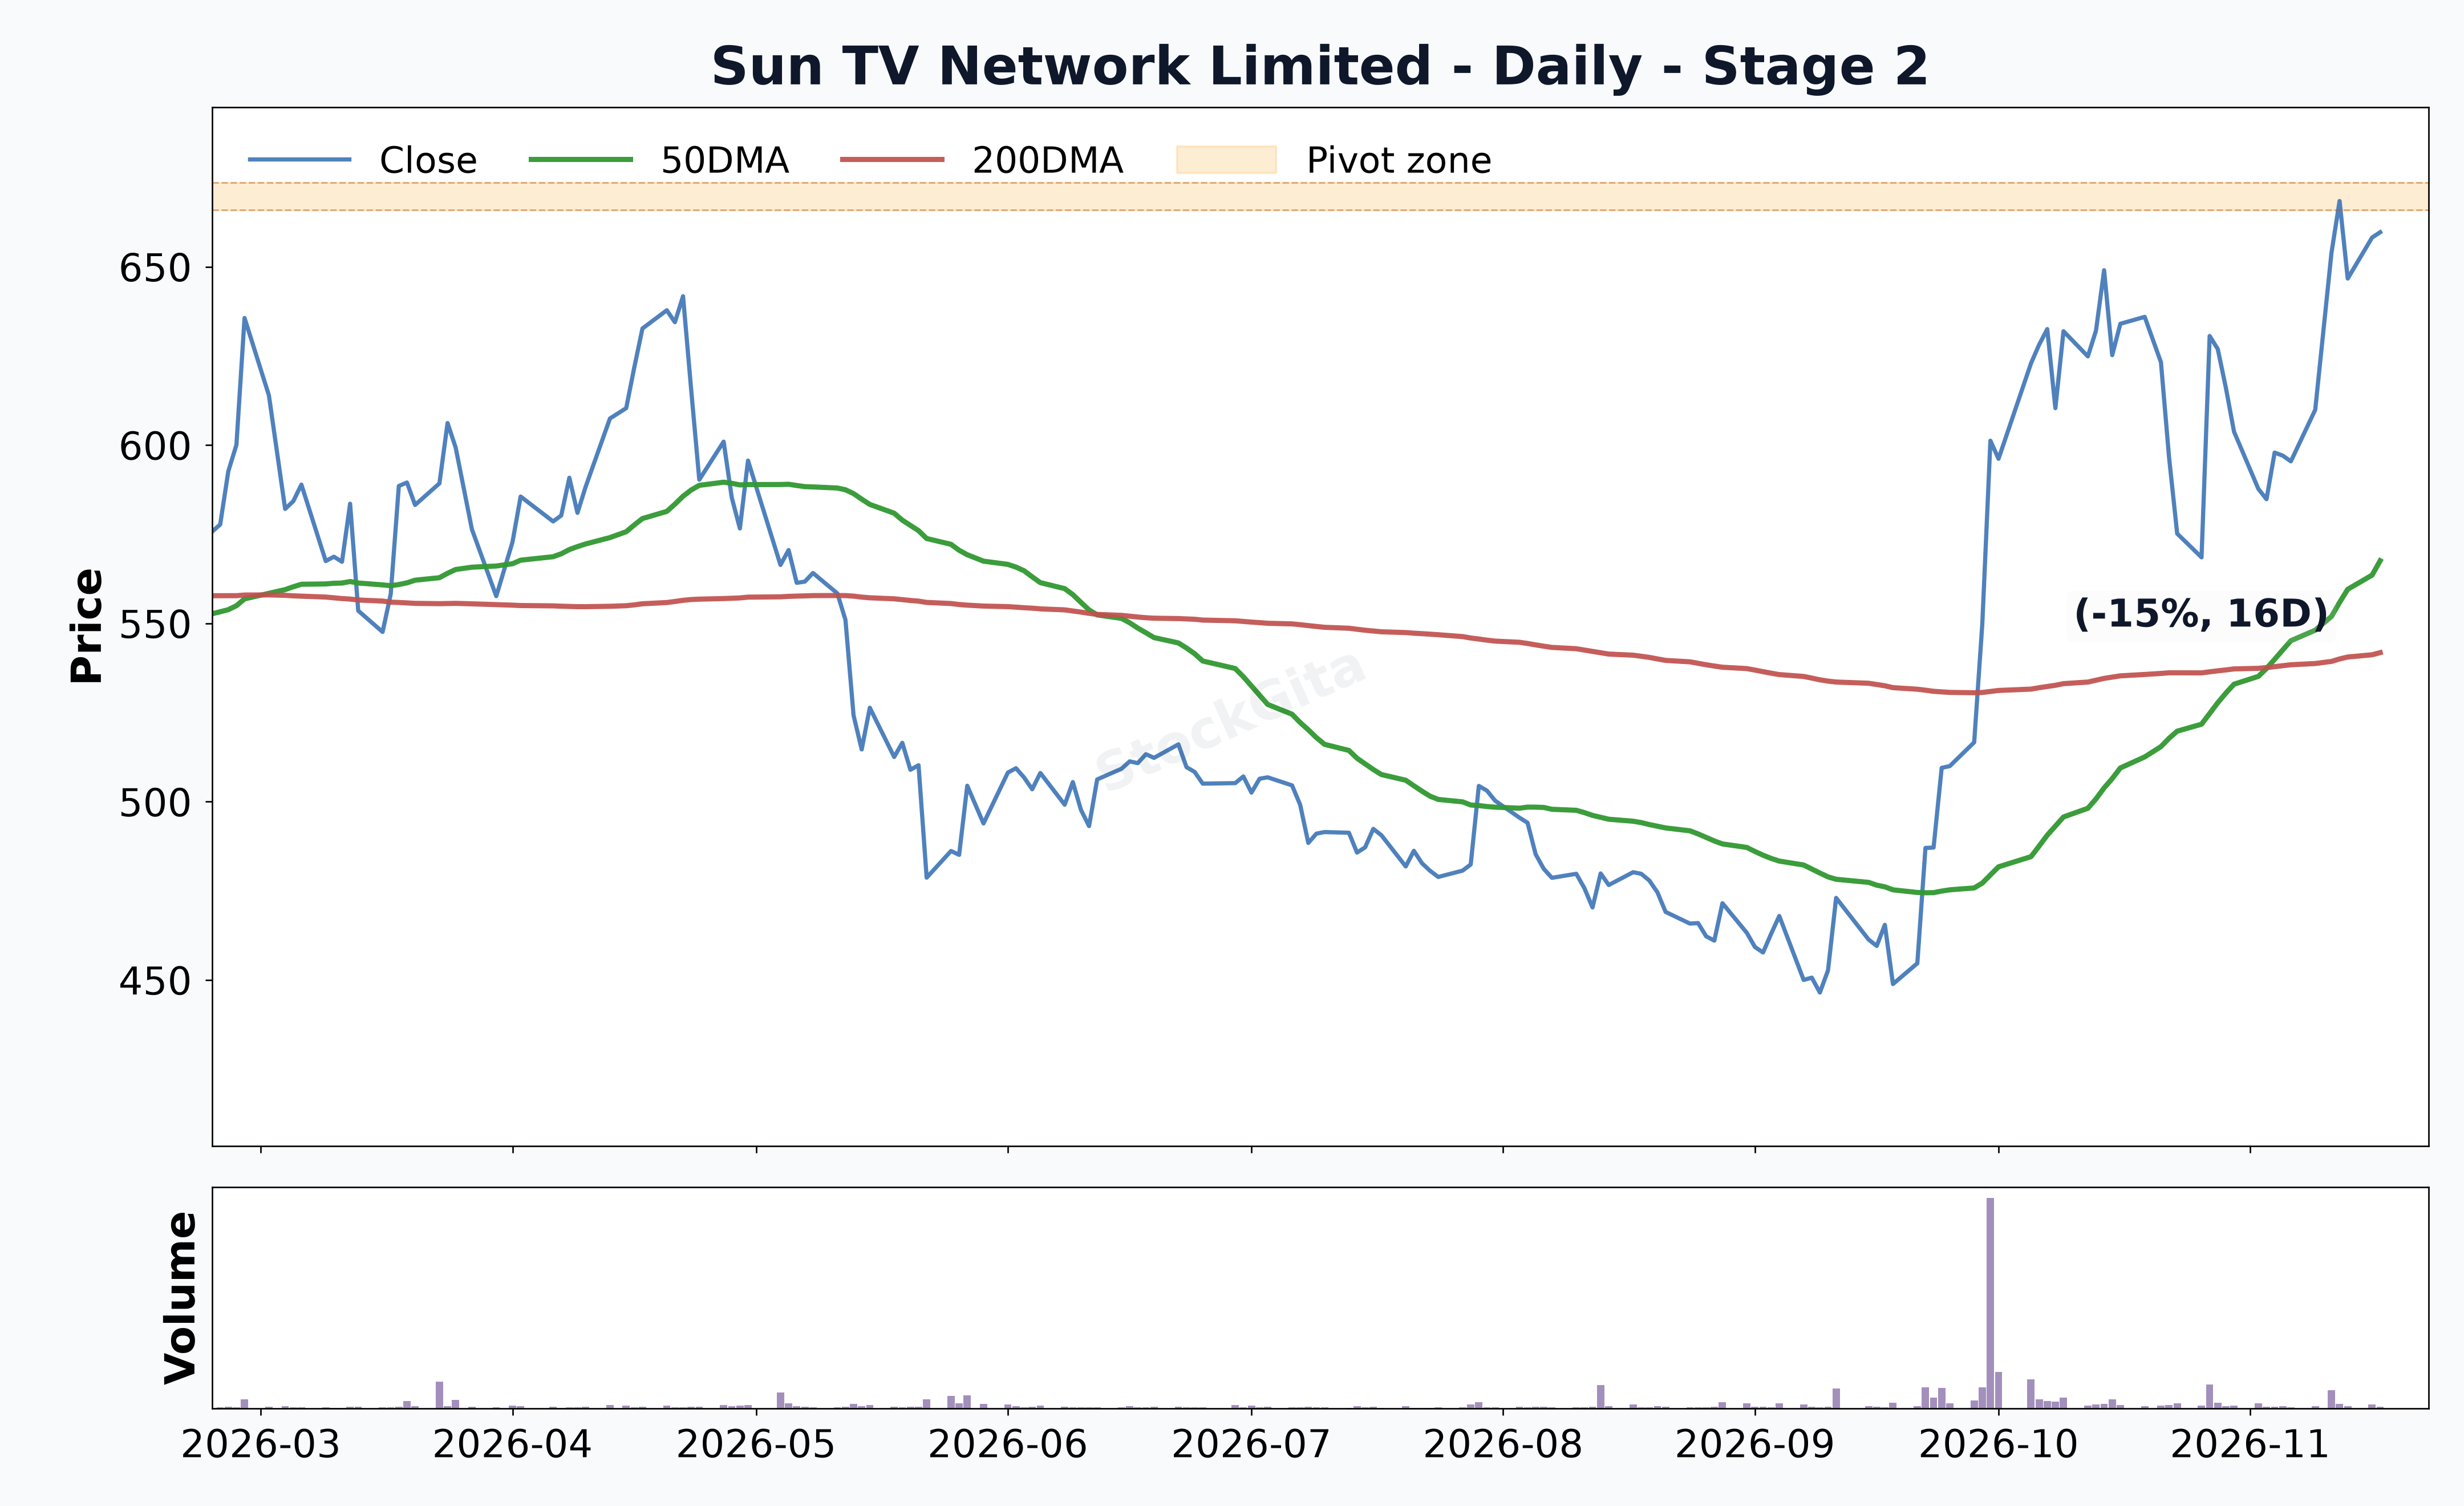 Sun TV Network Limited - Daily - Stage 2
Close 50DMA 200DMA Pivot zone
650
600
550
500
450
Price
(-15%, 16D)
StockGita
Volume
2026-03 2026-04 2026-05 2026-06 2026-07 2026-08 2026-09 2026-10 2026-11